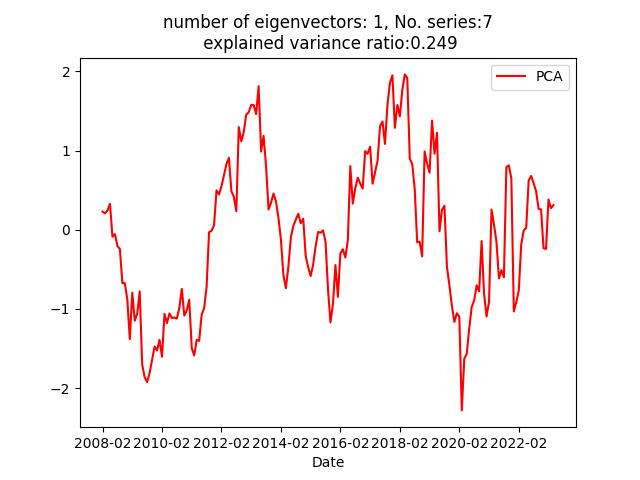 number of eigenvectors: 1, No. series:7
explained variance ratio:0.249
PCA
2
1
0
−1
−2
2008-02 2010-02 2012-02 2014-02 2016-02 2018-02 2020-02 2022-02
Date